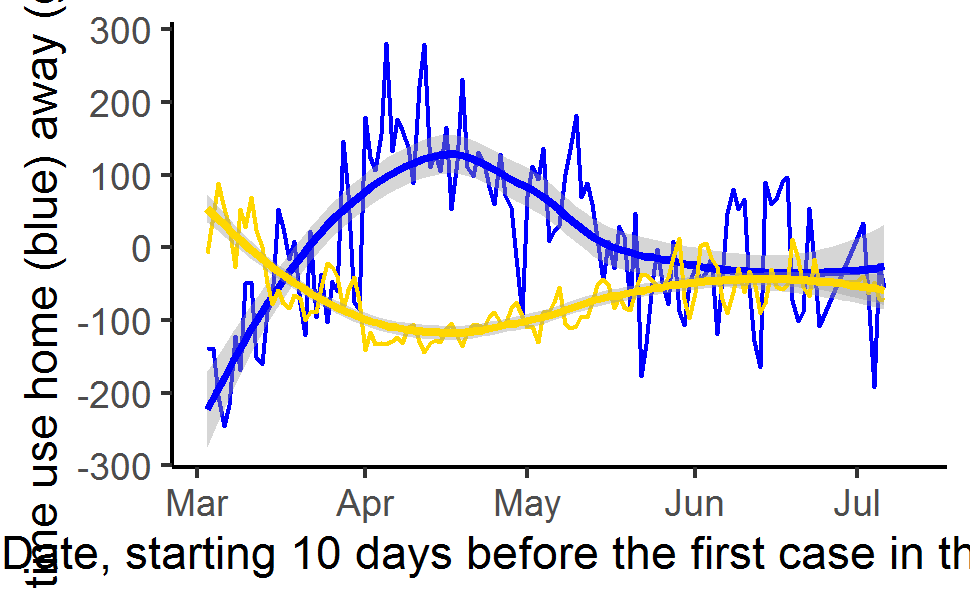 time use home (blue) away (
300
200
100
0
-100
-200
-300
Mar Apr May Jun Jul
Date, starting 10 days before the first case in th